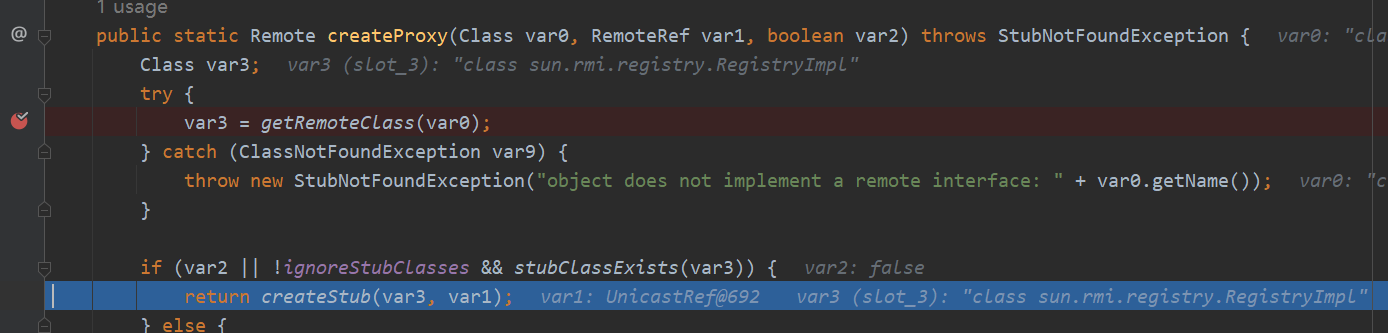 1 usage
@ public static Remote createProxy(Class var0, RemoteRef var1, boolean var2) throws StubNotFoundException { var0: "cla
Class var3; var3 (slot_3): "class sun.rmi.registry.RegistryImpl"
try {
var3 = getRemoteClass(var0);
} catch (ClassNotFoundException var9) {
throw new StubNotFoundException("object does not implement a remote interface: " + var0.getName()); var0: "c
}
if (var2 || !ignoreStubClasses && stubClassExists(var3)) { var2: false
return createStub(var3, var1); var1: UnicastRef@692 var3 (slot_3): "class sun.rmi.registry.RegistryImpl"
} else {